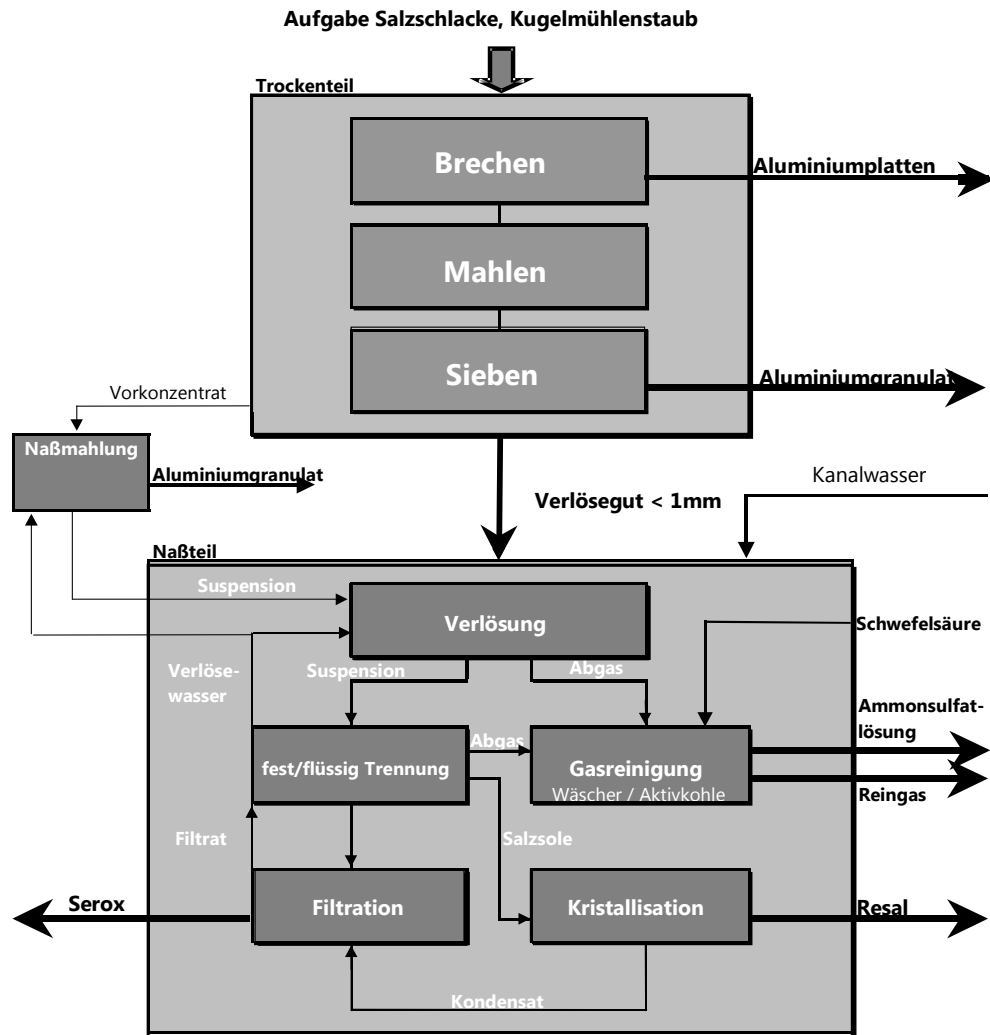 Aufgabe Salzschlacke, Kugelmühlenstaub
Trockenteil
Brechen
Aluminiumplatten
Mahlen
Sieben
Aluminiumgranulat
Vorkonzentrat
Naßmahlung
Aluminiumgranulat
Kanalwasser
Verlösegut < 1mm
Naßteil
Suspension
Verlösung
Schwefelsäure
Verlöse-
wasser
Suspension
Abgas
Ammonsulfat-
lösung
Abgas
fest/flüssig Trennung
Gasreinigung
Wäscher / Aktivkohle
Reingas
Filtrat
Salzsole
Serox
Filtration
Kristallisation
Resal
Kondensat